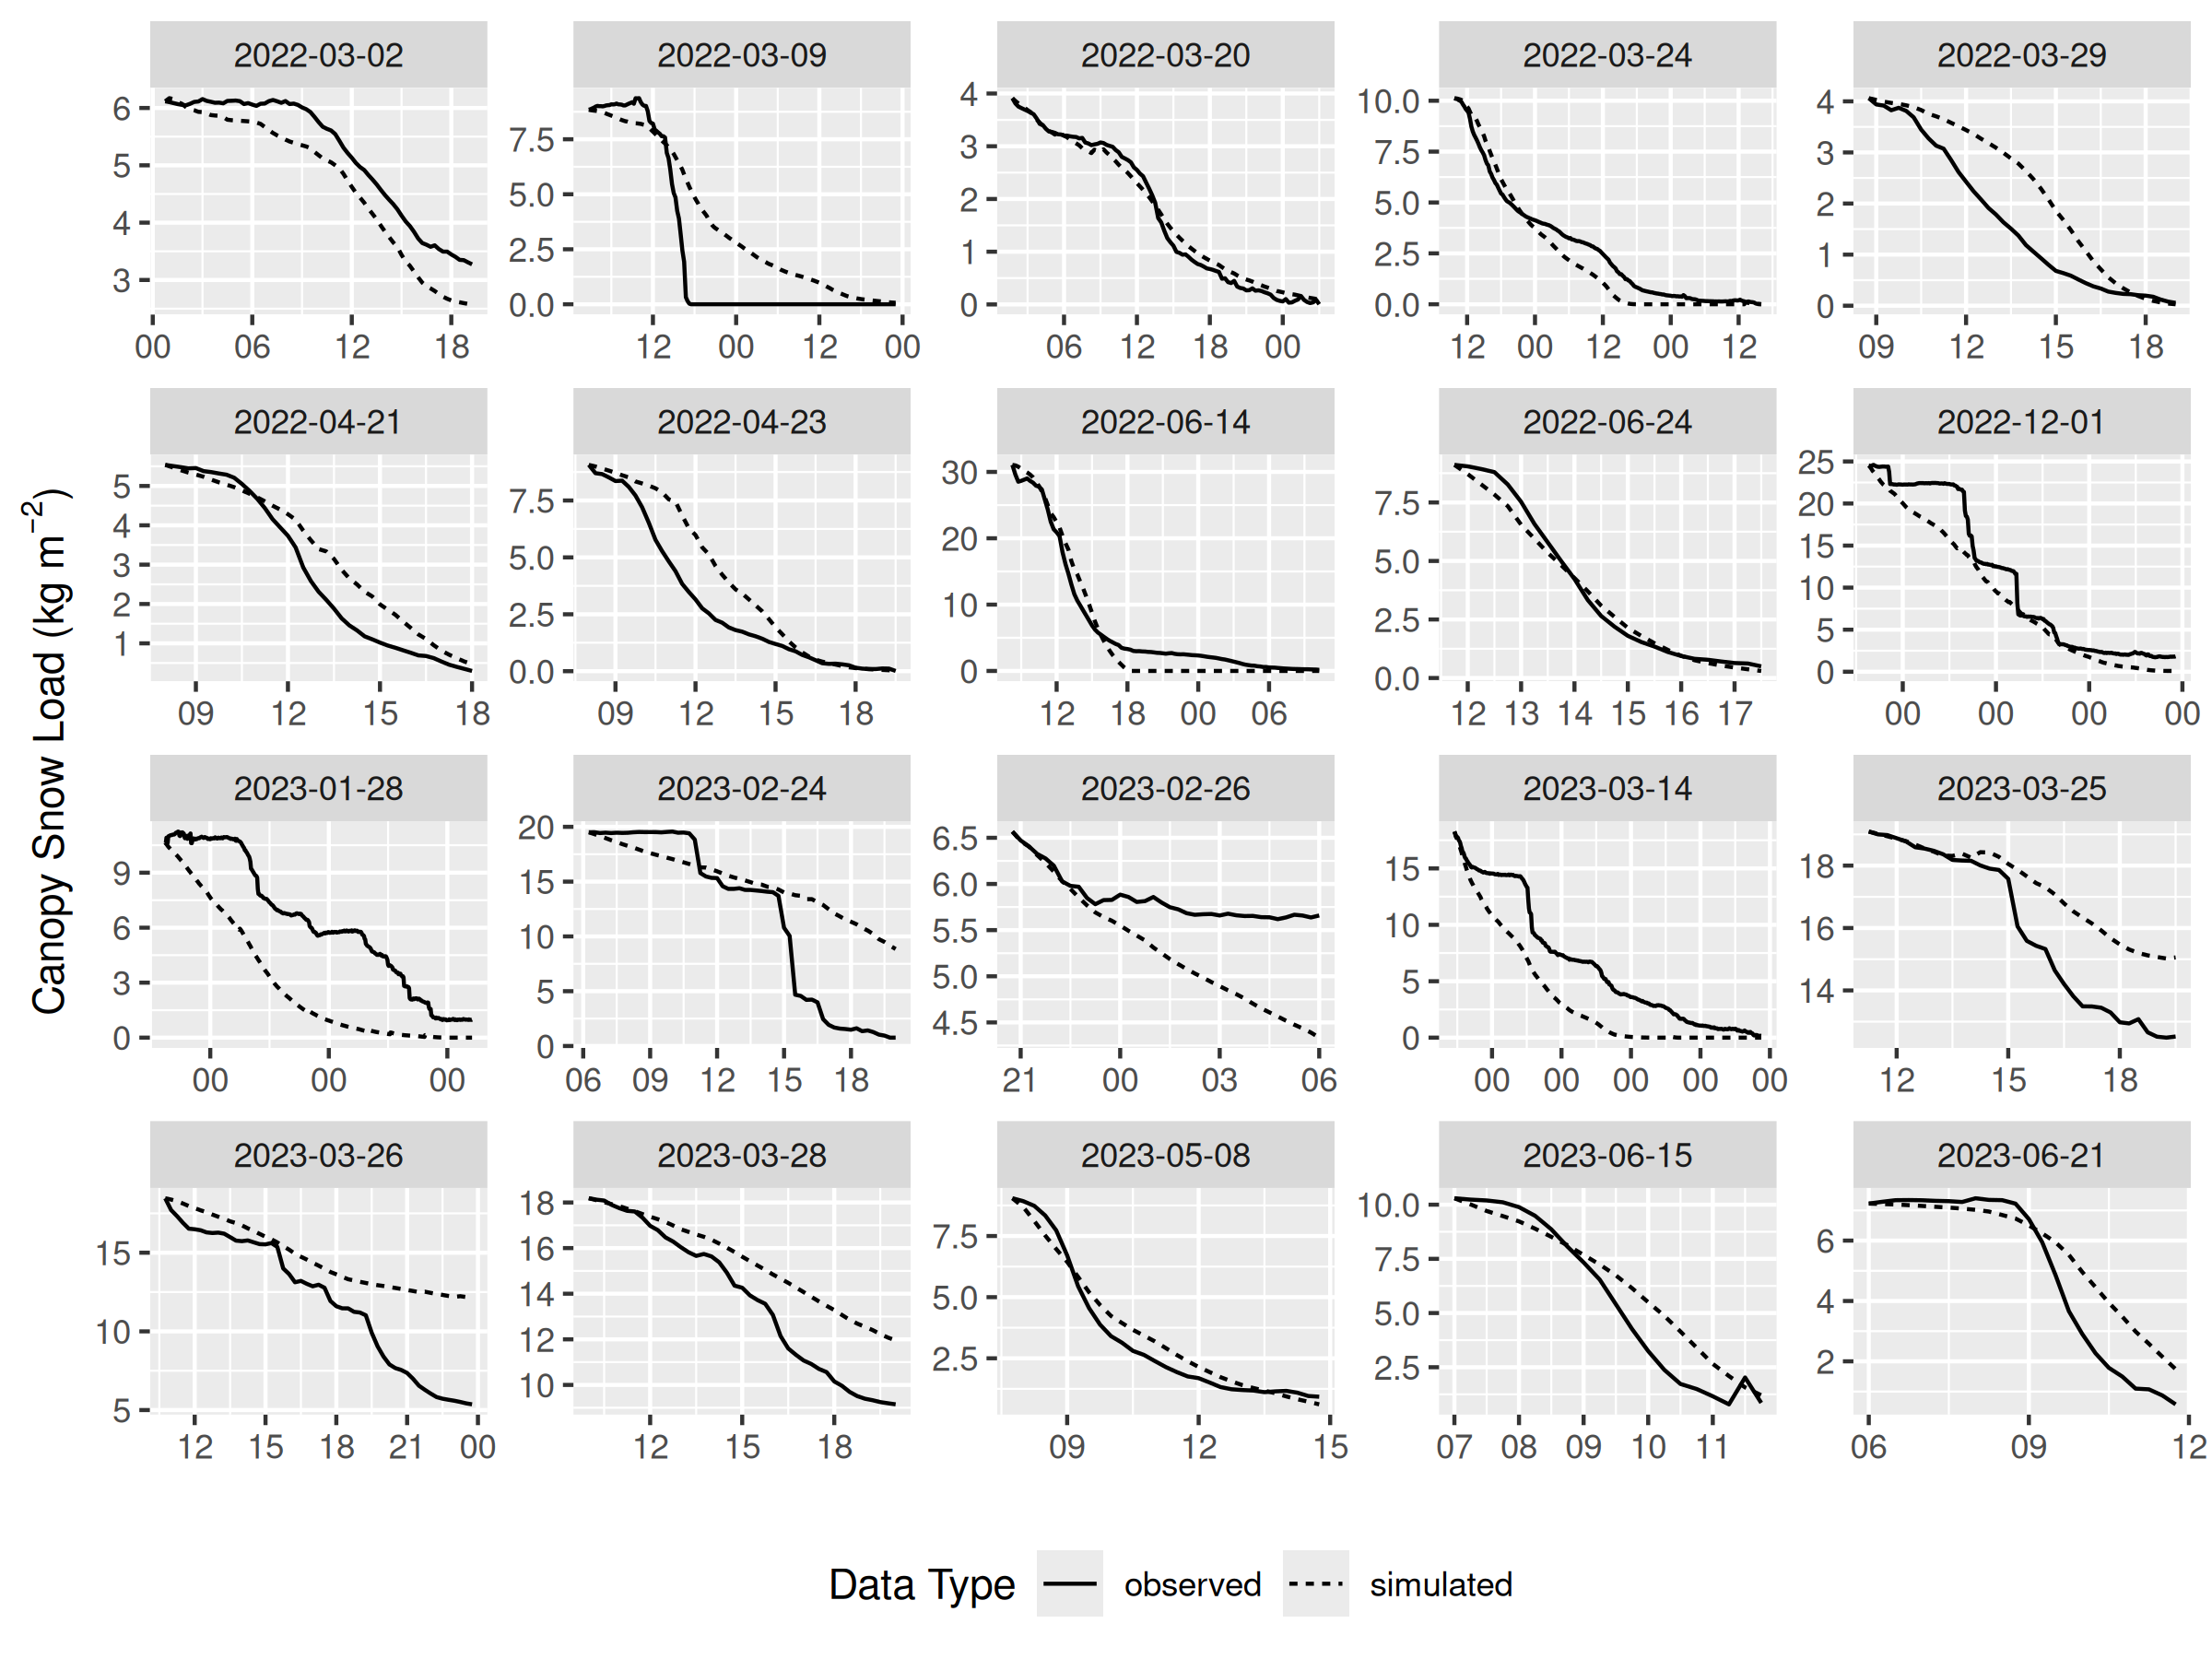 2022-03-02 2022-03-09 2022-03-20 2022-03-24 2022-03-29
6 5 4 3
7.5 5.0 2.5 0.0
4 3 2 1 0
10.0 7.5 5.0 2.5 0.0
4 3 2 1 0
00 06 12 18
12 00 12 00
06 12 18 00
12 00 12 00 12
09 12 15 18
Canopy Snow Load (kg m⁻²)
2022-04-21 2022-04-23 2022-06-14 2022-06-24 2022-12-01
5 4 3 2 1
7.5 5.0 2.5 0.0
30 20 10 0
7.5 5.0 2.5 0.0
25 20 15 10 5 0
09 12 15 18
09 12 15 18
12 18 00 06
12 13 14 15 16 17
00 00 00 00
2023-01-28 2023-02-24 2023-02-26 2023-03-14 2023-03-25
9 6 3 0
20 15 10 5 0
6.5 6.0 5.5 5.0 4.5
15 10 5 0
18 16 14
00 00 00
06 09 12 15 18
21 00 03 06
00 00 00 00 00
12 15 18
2023-03-26 2023-03-28 2023-05-08 2023-06-15 2023-06-21
15 10 5
18 16 14 12 10
7.5 5.0 2.5
10.0 7.5 5.0 2.5
6 4 2
12 15 18 21 00
12 15 18
09 12 15
07 08 09 10 11
06 09 12
Data Type observed simulated